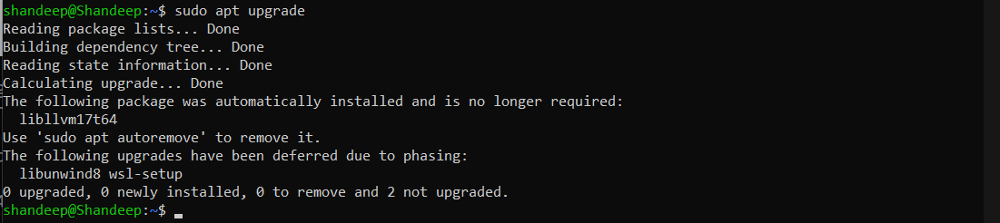 shandeep@Shandeep:~$ sudo apt upgrade
Reading package lists... Done
Building dependency tree... Done
Reading state information... Done
Calculating upgrade... Done
The following package was automatically installed and is no longer required:
  libllvm17t64
Use 'sudo apt autoremove' to remove it.
The following upgrades have been deferred due to phasing:
  libunwind8 wsl-setup
0 upgraded, 0 newly installed, 0 to remove and 2 not upgraded.
shandeep@Shandeep:~$